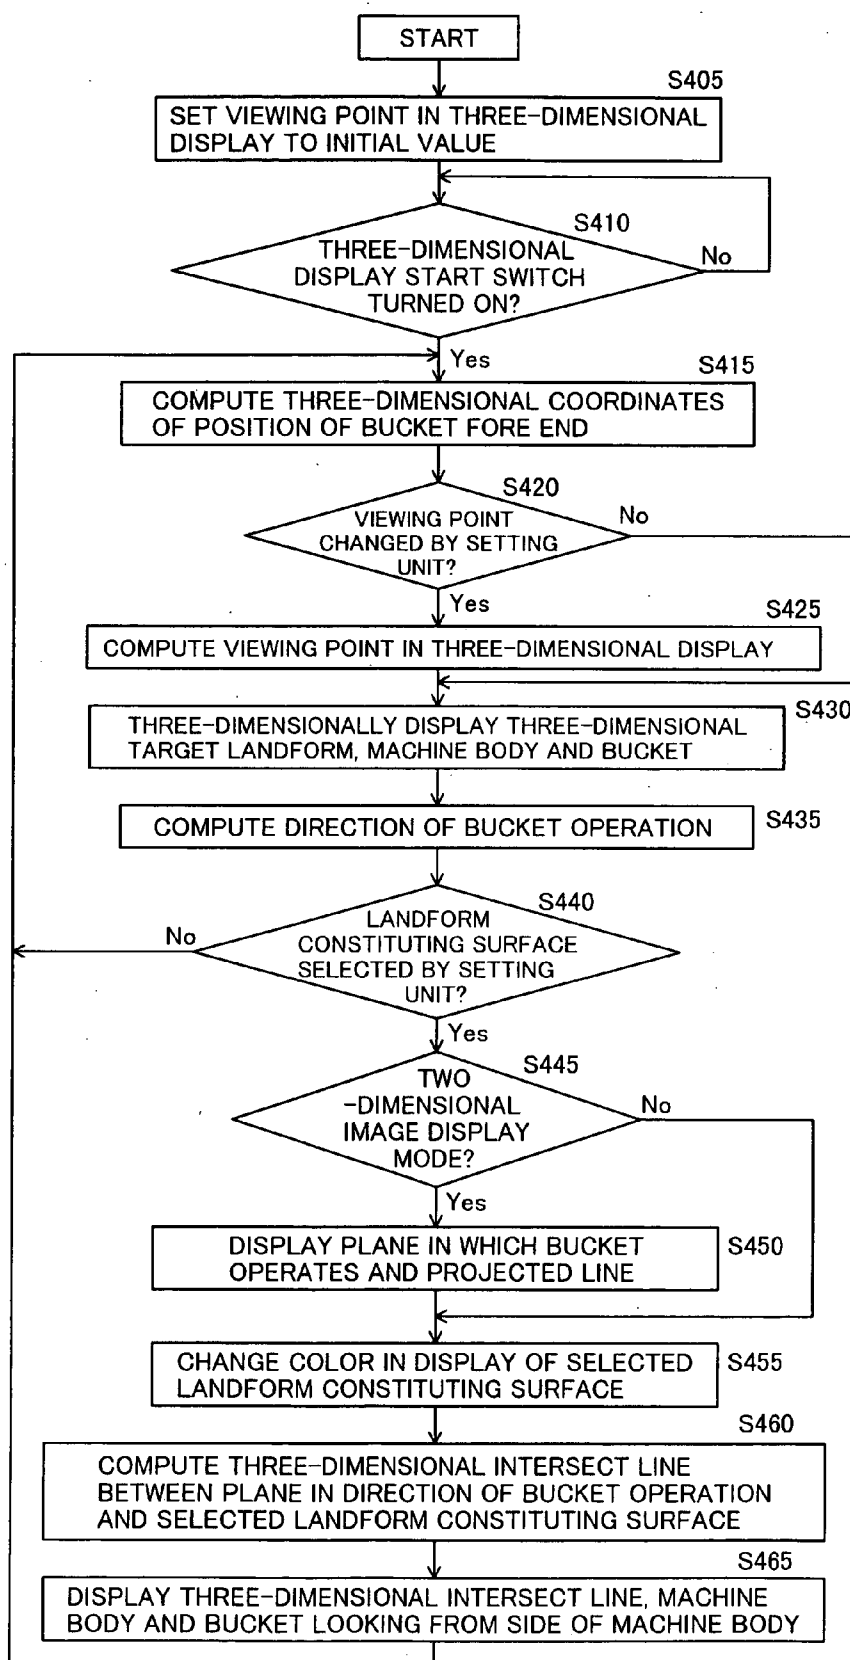 START
S405
SET VIEWING POINT IN THREE-DIMENSIONAL
DISPLAY TO INITIAL VALUE
S410
THREE-DIMENSIONAL
DISPLAY START SWITCH
TURNED ON?
No
Yes
S415
COMPUTE THREE-DIMENSIONAL COORDINATES
OF POSITION OF BUCKET FORE END
S420
VIEWING POINT
CHANGED BY SETTING
UNIT?
No
Yes
S425
COMPUTE VIEWING POINT IN THREE-DIMENSIONAL DISPLAY
S430
THREE-DIMENSIONALLY DISPLAY THREE-DIMENSIONAL
TARGET LANDFORM, MACHINE BODY AND BUCKET
COMPUTE DIRECTION OF BUCKET OPERATION
S435
S440
LANDFORM
CONSTITUTING SURFACE
SELECTED BY SETTING
UNIT?
No
Yes
S445
TWO
-DIMENSIONAL
IMAGE DISPLAY
MODE?
No
Yes
DISPLAY PLANE IN WHICH BUCKET
OPERATES AND PROJECTED LINE
S450
CHANGE COLOR IN DISPLAY OF SELECTED
LANDFORM CONSTITUTING SURFACE
S455
S460
COMPUTE THREE-DIMENSIONAL INTERSECT LINE
BETWEEN PLANE IN DIRECTION OF BUCKET OPERATION
AND SELECTED LANDFORM CONSTITUTING SURFACE
S465
DISPLAY THREE-DIMENSIONAL INTERSECT LINE, MACHINE
BODY AND BUCKET LOOKING FROM SIDE OF MACHINE BODY